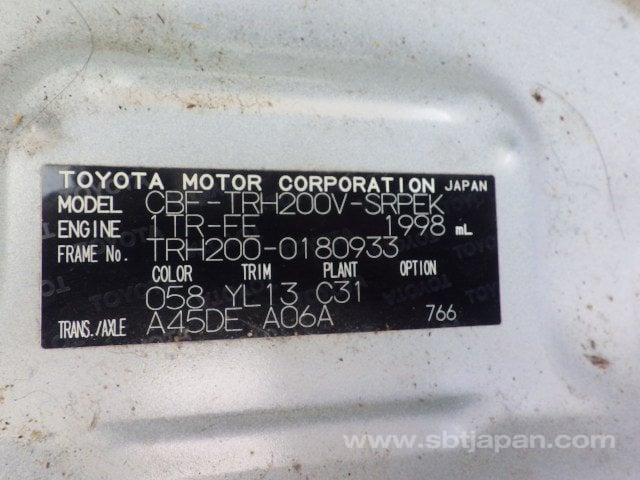 TOYOTA MOTOR CORPORATION JAPAN
MODEL CBF-TRH200V-SRPEK
ENGINE 1TR-FE 1998 mL
FRAME No. TRH200-0180933
COLOR TRIM PLANT OPTION
058 YL13 C31
TRANS./AXLE A45DE A06A 766
www.sbtjapan.com